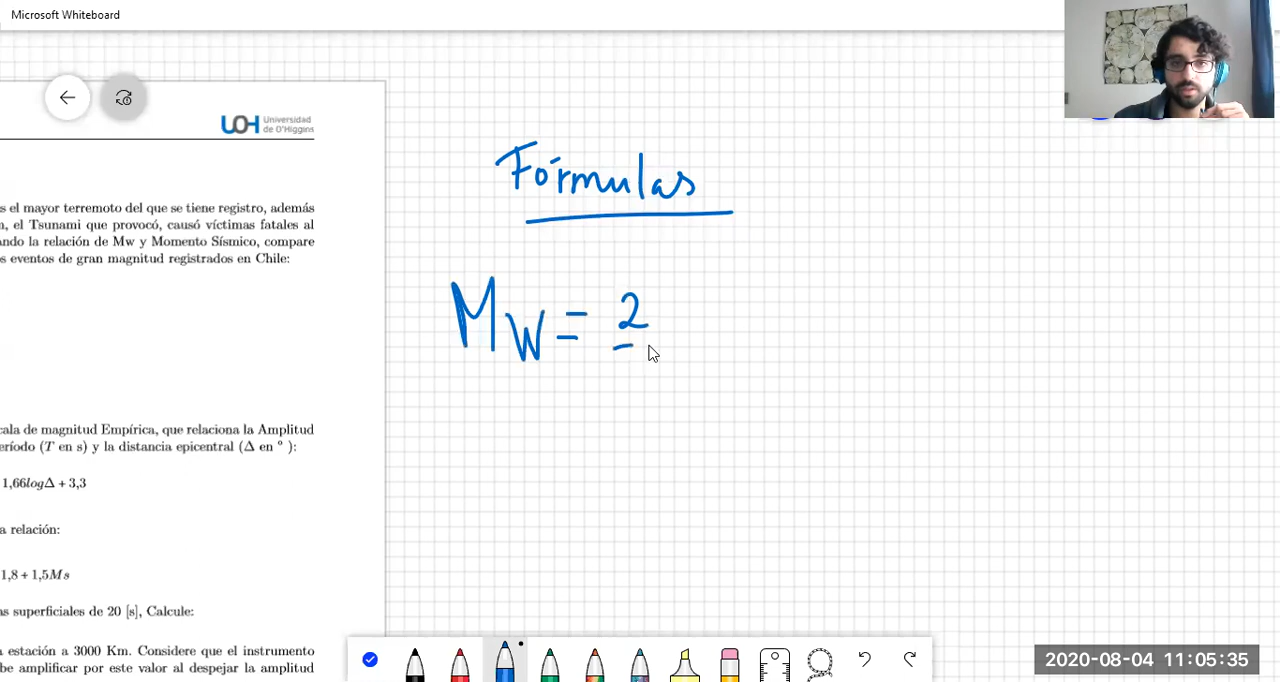 Microsoft Whiteboard
UOH Universidad
de O'Higgins
s el mayor terremoto del que se tiene registro, además
n, el Tsunami que provocó, causó víctimas fatales al
ando la relación de Mw y Momento Sísmico, compare
s eventos de gran magnitud registrados en Chile:
cala de magnitud Empírica, que relaciona la Amplitud
eríodo (T en s) y la distancia epicentral (Δ en ° ):
1,66logΔ + 3,3
a relación:
1,8 + 1,5Ms
as superficiales de 20 [s], Calcule:
a estación a 3000 Km. Considere que el instrumento
be amplificar por este valor al despejar la amplitud
Fórmulas
Mw = 2
2020-08-04 11:05:35